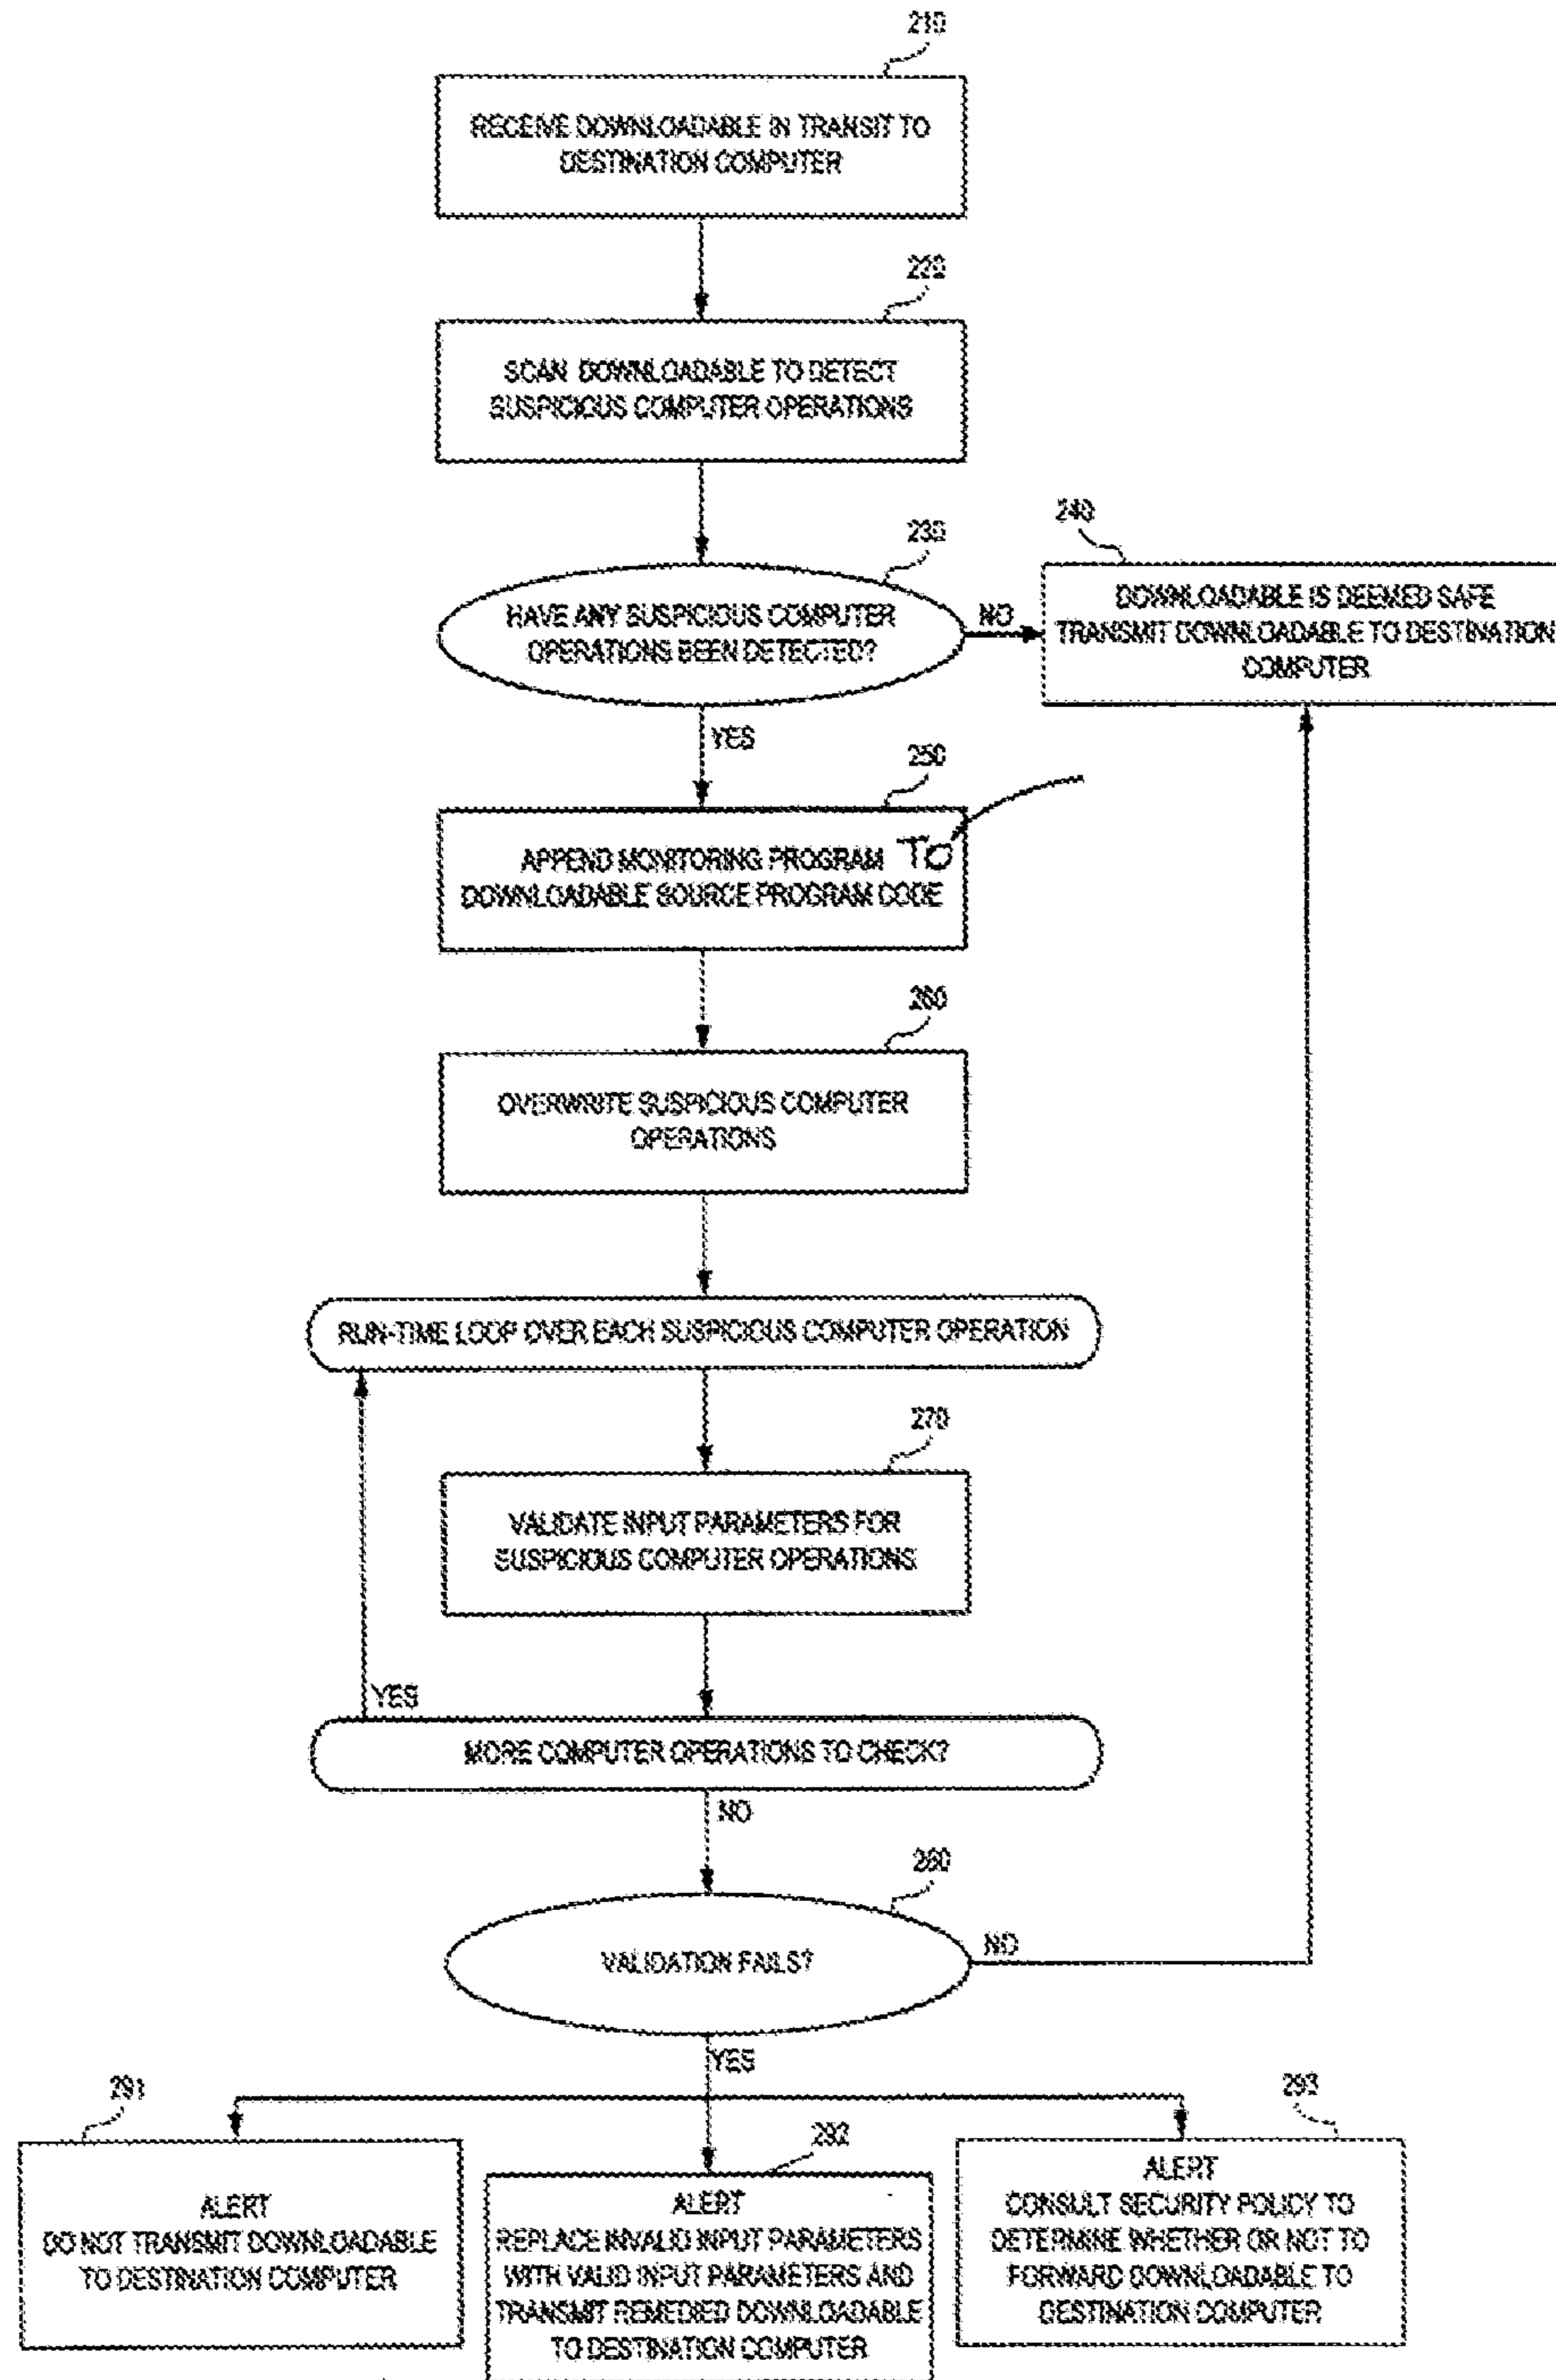 210
RECEIVE DOWNLOADABLE IN TRANSIT TO
DESTINATION COMPUTER
220
SCAN DOWNLOADABLE TO DETECT
SUSPICIOUS COMPUTER OPERATIONS
230
HAVE ANY SUSPICIOUS COMPUTER
OPERATIONS BEEN DETECTED?
NO
240
DOWNLOADABLE IS DEEMED SAFE
TRANSMIT DOWNLOADABLE TO DESTINATION
COMPUTER
YES
250
APPEND MONITORING PROGRAM TO
DOWNLOADABLE SOURCE PROGRAM CODE
260
OVERWRITE SUSPICIOUS COMPUTER
OPERATIONS
RUN-TIME LOOP OVER EACH SUSPICIOUS COMPUTER OPERATION
270
VALIDATE INPUT PARAMETERS FOR
SUSPICIOUS COMPUTER OPERATIONS
YES
MORE COMPUTER OPERATIONS TO CHECK?
NO
280
VALIDATION FAILS?
NO
YES
291
ALERT
DO NOT TRANSMIT DOWNLOADABLE
TO DESTINATION COMPUTER
292
ALERT
REPLACE INVALID INPUT PARAMETERS
WITH VALID INPUT PARAMETERS AND
TRANSMIT REMEDIED DOWNLOADABLE
TO DESTINATION COMPUTER
293
ALERT
CONSULT SECURITY POLICY TO
DETERMINE WHETHER OR NOT TO
FORWARD DOWNLOADABLE TO
DESTINATION COMPUTER